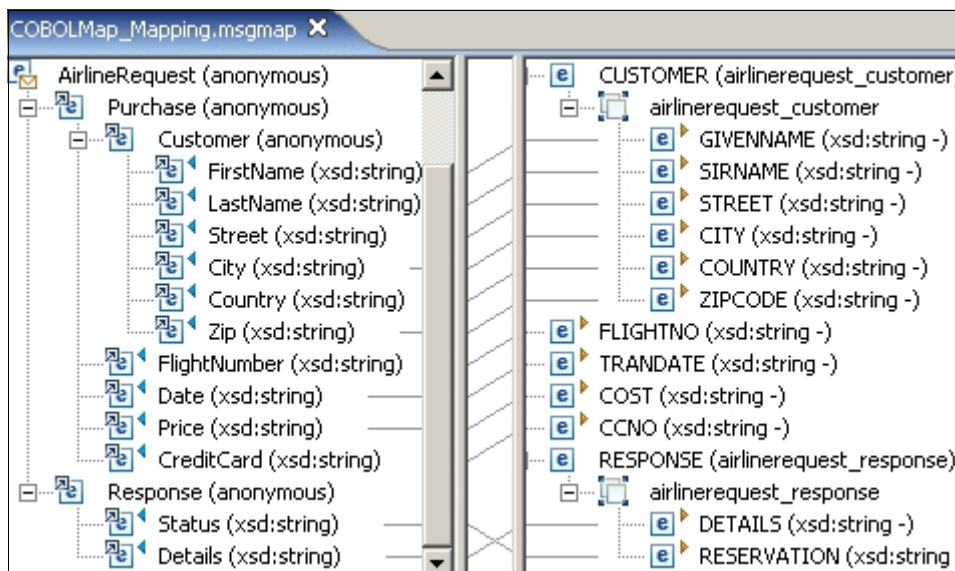 COBOLMap_Mapping.msgmap
AirlineRequest (anonymous)
Purchase (anonymous)
Customer (anonymous)
FirstName (xsd:string)
LastName (xsd:string)
Street (xsd:string)
City (xsd:string)
Country (xsd:string)
Zip (xsd:string)
FlightNumber (xsd:string)
Date (xsd:string)
Price (xsd:string)
CreditCard (xsd:string)
Response (anonymous)
Status (xsd:string)
Details (xsd:string)
CUSTOMER (airlinerequest_customer)
airlinerequest_customer
GIVENNAME (xsd:string -)
SIRNAME (xsd:string -)
STREET (xsd:string -)
CITY (xsd:string -)
COUNTRY (xsd:string -)
ZIPCODE (xsd:string -)
FLIGHTNO (xsd:string -)
TRANDATE (xsd:string -)
COST (xsd:string -)
CCNO (xsd:string -)
RESPONSE (airlinerequest_response)
airlinerequest_response
DETAILS (xsd:string -)
RESERVATION (xsd:string